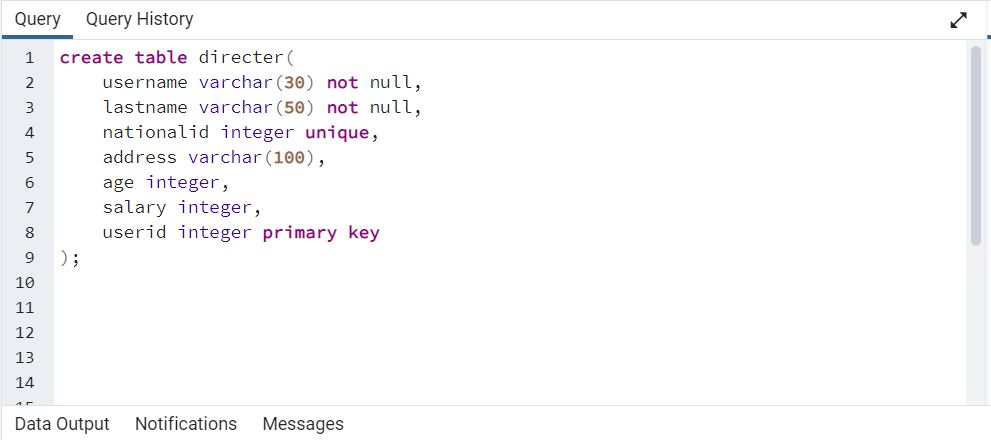 Query Query History
1 create table directer(
2 username varchar(30) not null,
3 lastname varchar(50) not null,
4 nationalid integer unique,
5 address varchar(100),
6 age integer,
7 salary integer,
8 userid integer primary key
9 );
10
11
12
13
14
15
Data Output Notifications Messages